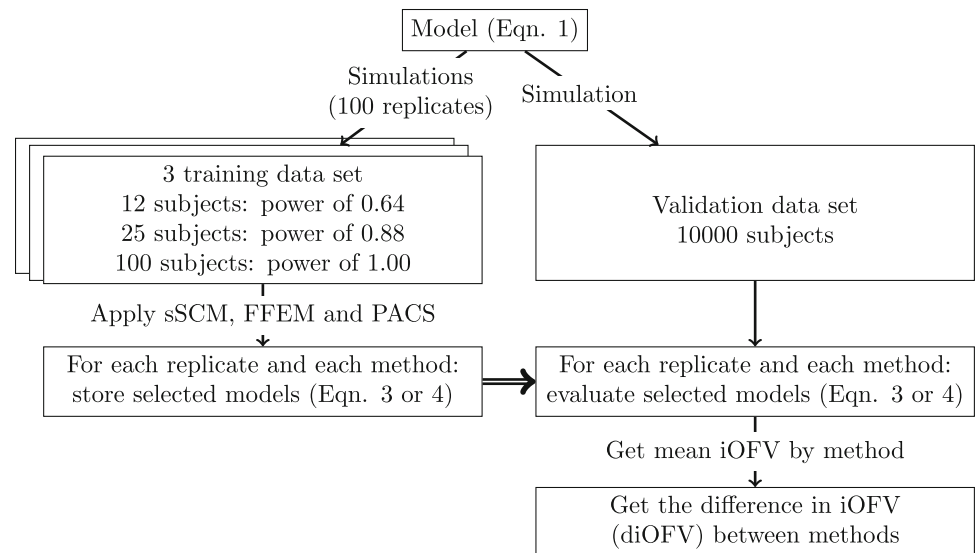 Model (Eqn. 1)
Simulations
(100 replicates)
Simulation
3 training data set
12 subjects: power of 0.64
25 subjects: power of 0.88
100 subjects: power of 1.00
Validation data set
10000 subjects
Apply sSCM, FFEM and PACS
For each replicate and each method:
store selected models (Eqn. 3 or 4)
For each replicate and each method:
evaluate selected models (Eqn. 3 or 4)
Get mean iOFV by method
Get the difference in iOFV
(diOFV) between methods